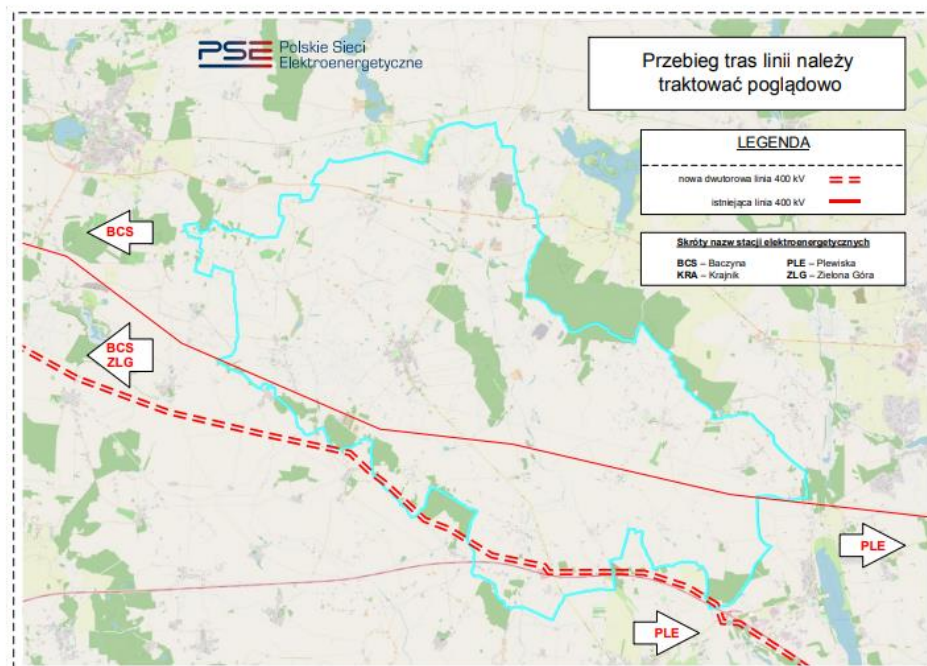 PSE Polskie Sieci
Elektroenergetyczne
Przebieg tras linii należy
traktować poglądowo
LEGENDA
nowa dwutorowa linia 400 kV
istniejąca linia 400 kV
Skróty nazw stacji elektroenergetycznych
BCS – Baczyna PLE – Plewiska
KRA – Krajnik ZLG – Zielona Góra
BCS
BCS
ZLG
PLE
PLE